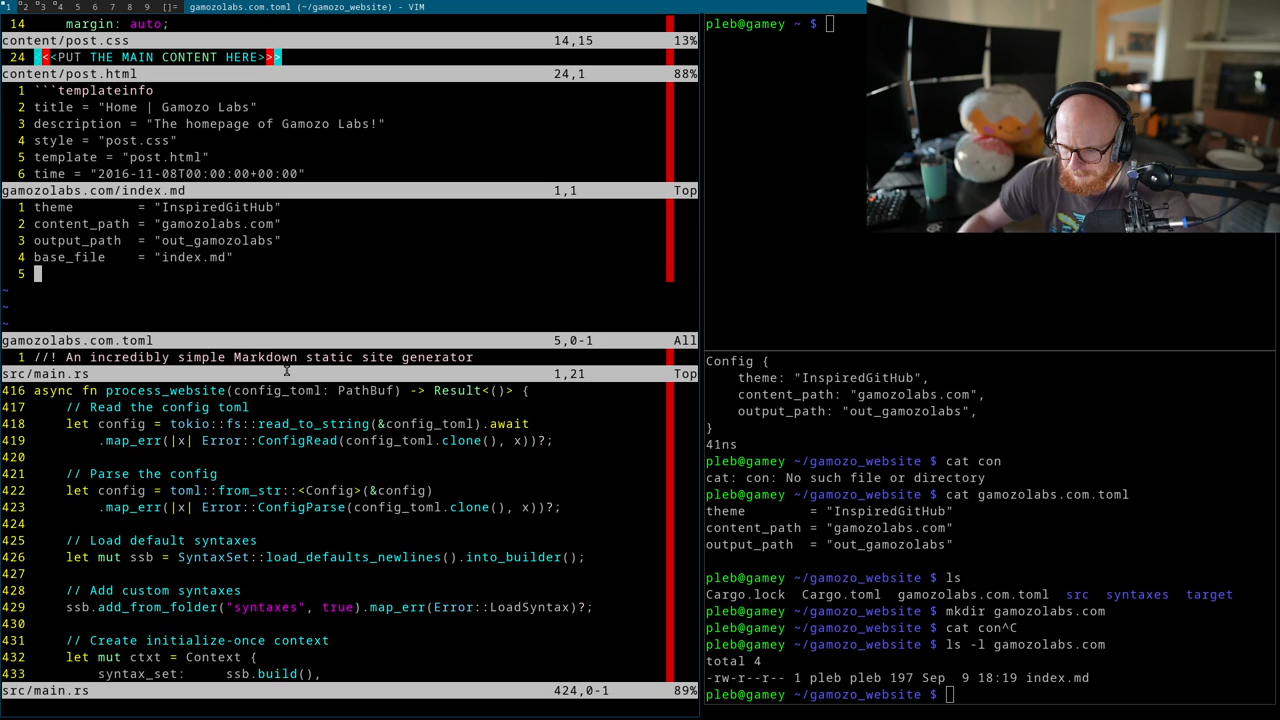 1 2 3 4 5 6 7 8 9 []= gamozolabs.com.toml (~/gamozo_website) - VIM
14     margin: auto;
content/post.css 14,15 13%
24 <<<PUT THE MAIN CONTENT HERE>>>
content/post.html 24,1 88%
1 ```templateinfo
2 title = "Home | Gamozo Labs"
3 description = "The homepage of Gamozo Labs!"
4 style = "post.css"
5 template = "post.html"
6 time = "2016-11-08T00:00:00+00:00"
gamozolabs.com/index.md 1,1 Top
1 theme        = "InspiredGitHub"
2 content_path = "gamozolabs.com"
3 output_path  = "out_gamozolabs"
4 base_file    = "index.md"
5
~
~
~
gamozolabs.com.toml 5,0-1 All
1 //! An incredibly simple Markdown static site generator
src/main.rs 1,21 Top
416 async fn process_website(config_toml: PathBuf) -> Result<()> {
417     // Read the config toml
418     let config = tokio::fs::read_to_string(&config_toml).await
419         .map_err(|x| Error::ConfigRead(config_toml.clone(), x))?;
420
421     // Parse the config
422     let config = toml::from_str::<Config>(&config)
423         .map_err(|x| Error::ConfigParse(config_toml.clone(), x))?;
424
425     // Load default syntaxes
426     let mut ssb = SyntaxSet::load_defaults_newlines().into_builder();
427
428     // Add custom syntaxes
429     ssb.add_from_folder("syntaxes", true).map_err(Error::LoadSyntax)?;
430
431     // Create initialize-once context
432     let mut ctxt = Context {
433         syntax_set:     ssb.build(),
src/main.rs 424,0-1 89%
pleb@gamey ~ $
Config {
    theme: "InspiredGitHub",
    content_path: "gamozolabs.com",
    output_path: "out_gamozolabs",
}
41ns
pleb@gamey ~/gamozo_website $ cat con
cat: con: No such file or directory
pleb@gamey ~/gamozo_website $ cat gamozolabs.com.toml
theme        = "InspiredGitHub"
content_path = "gamozolabs.com"
output_path  = "out_gamozolabs"
pleb@gamey ~/gamozo_website $ ls
Cargo.lock  Cargo.toml  gamozolabs.com.toml  src  syntaxes  target
pleb@gamey ~/gamozo_website $ mkdir gamozolabs.com
pleb@gamey ~/gamozo_website $ cat con^C
pleb@gamey ~/gamozo_website $ ls -l gamozolabs.com
total 4
-rw-r--r-- 1 pleb pleb 197 Sep  9 18:19 index.md
pleb@gamey ~/gamozo_website $